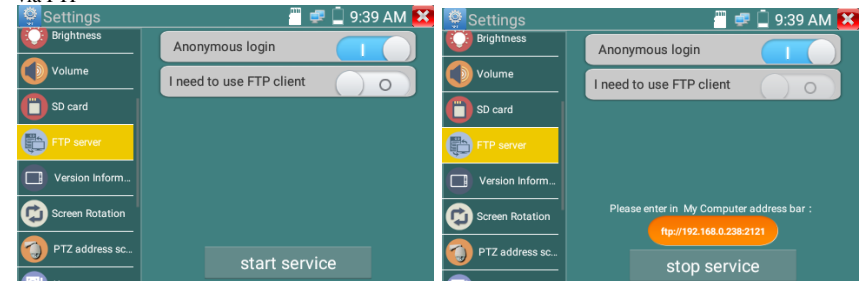 via FTP
Settings
9:39 AM
Brightness
Volume
SD card
FTP server
Version Inform...
Screen Rotation
PTZ address sc...
Anonymous login
I need to use FTP client
start service
Settings
9:39 AM
Brightness
Volume
SD card
FTP server
Version Inform...
Screen Rotation
PTZ address sc...
Anonymous login
I need to use FTP client
Please enter in My Computer address bar :
ftp://192.168.0.238:2121
stop service